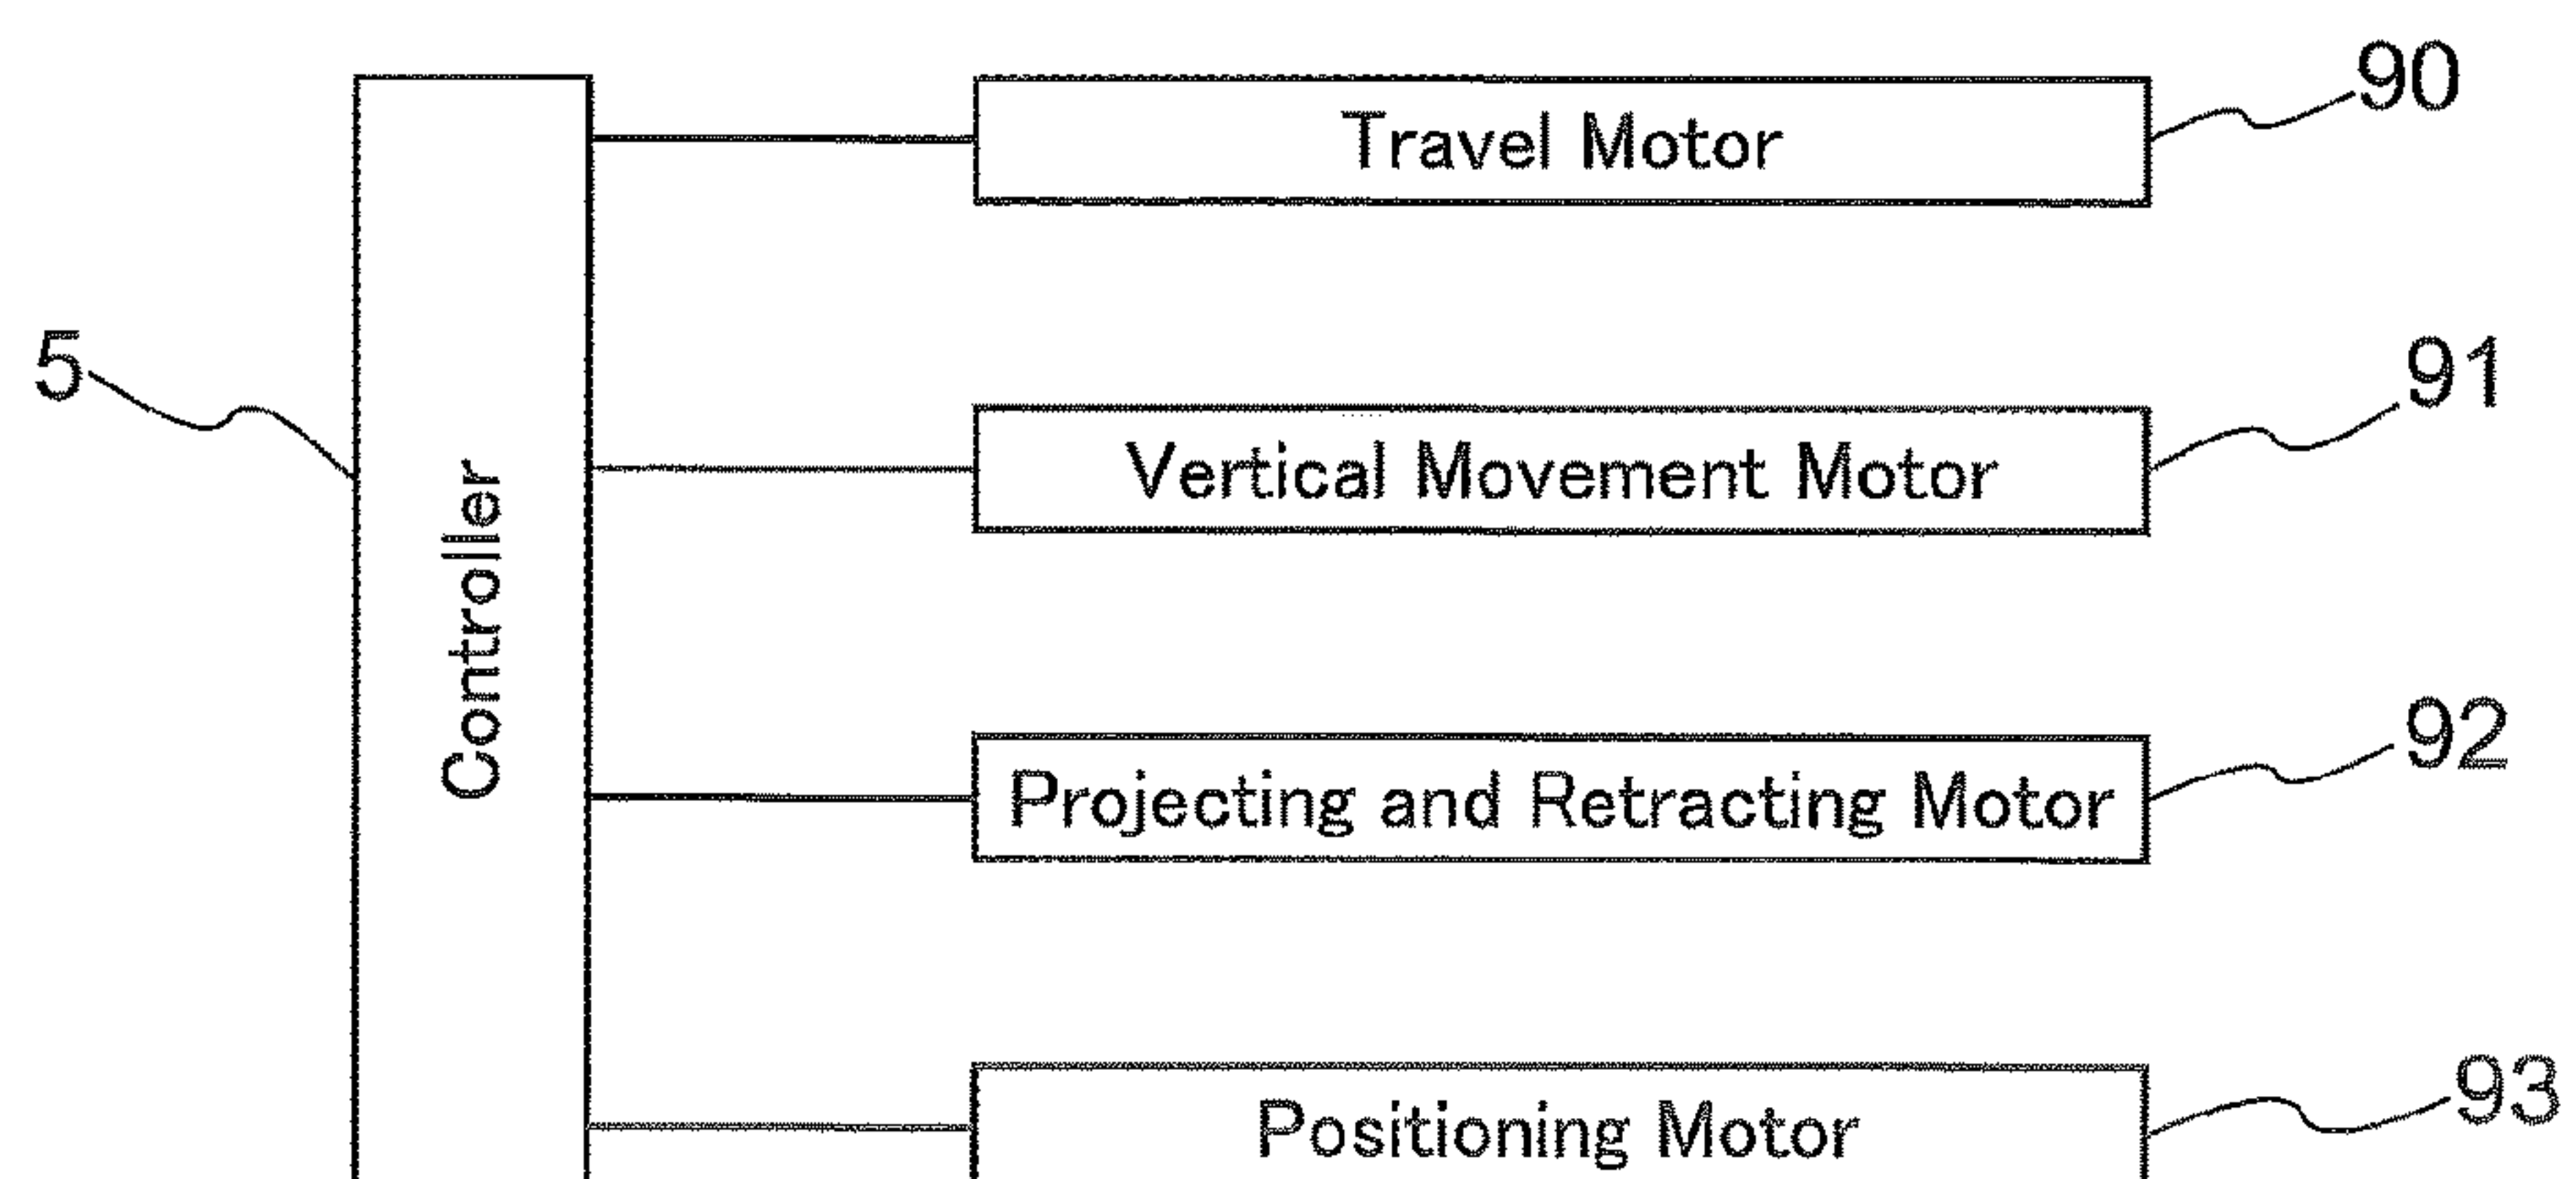 90
Travel Motor
5
91
Vertical Movement Motor
Controller
92
Projecting and Retracting Motor
93
Positioning Motor